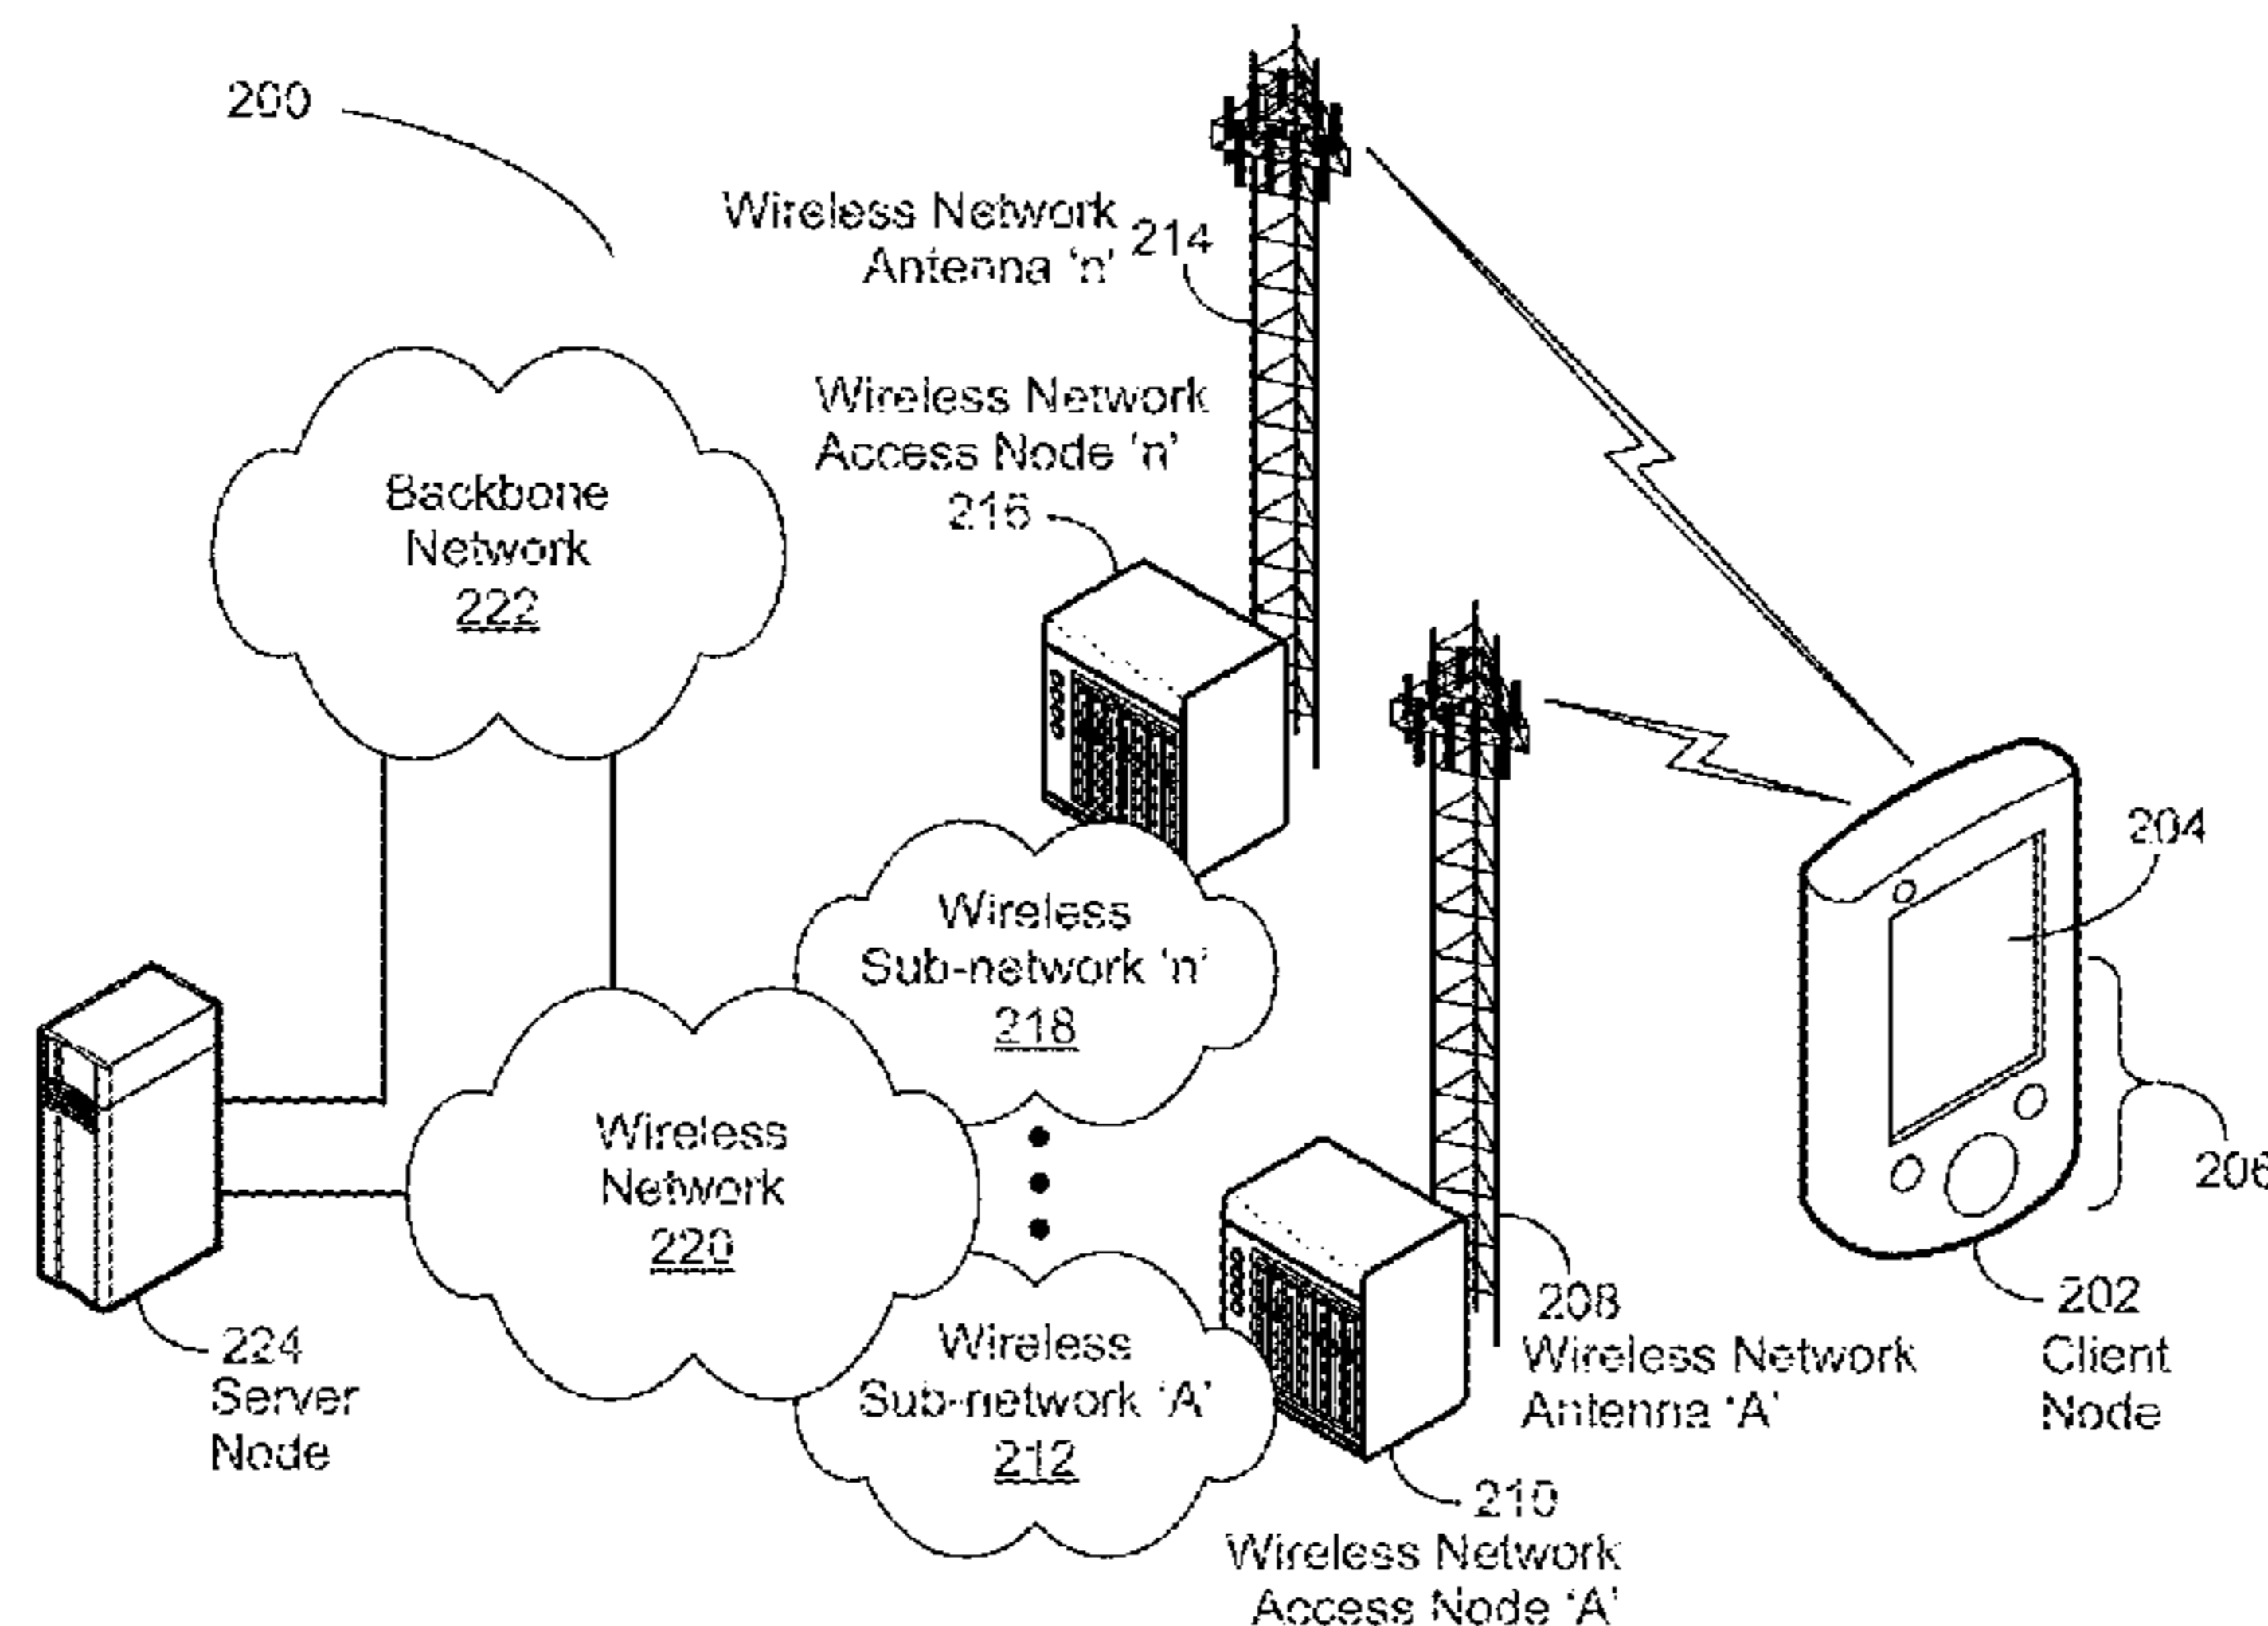 200
Wireless Network
Antenna 'n'
214
Wireless Network
Access Node 'n'
216
Backbone
Network
222
204
Wireless
Sub-network 'n'
218
206
Wireless
Network
220
224
Server
Node
Wireless
Sub-network 'A'
212
208
Wireless Network
Antenna 'A'
202
Client
Node
210
Wireless Network
Access Node 'A'